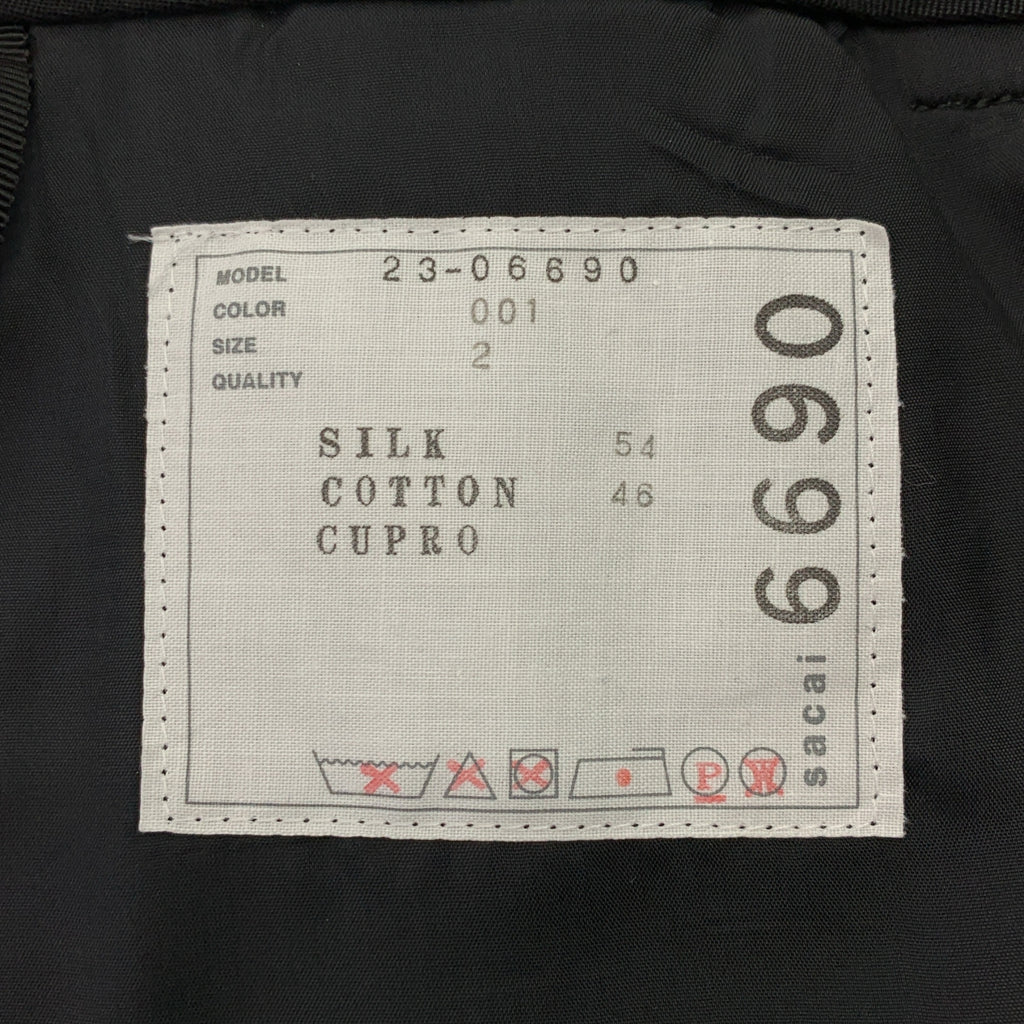 MODEL 23-06690
COLOR 001
SIZE 2
QUALITY
SILK 54
COTTON 46
CUPRO
P W
sacai 6690